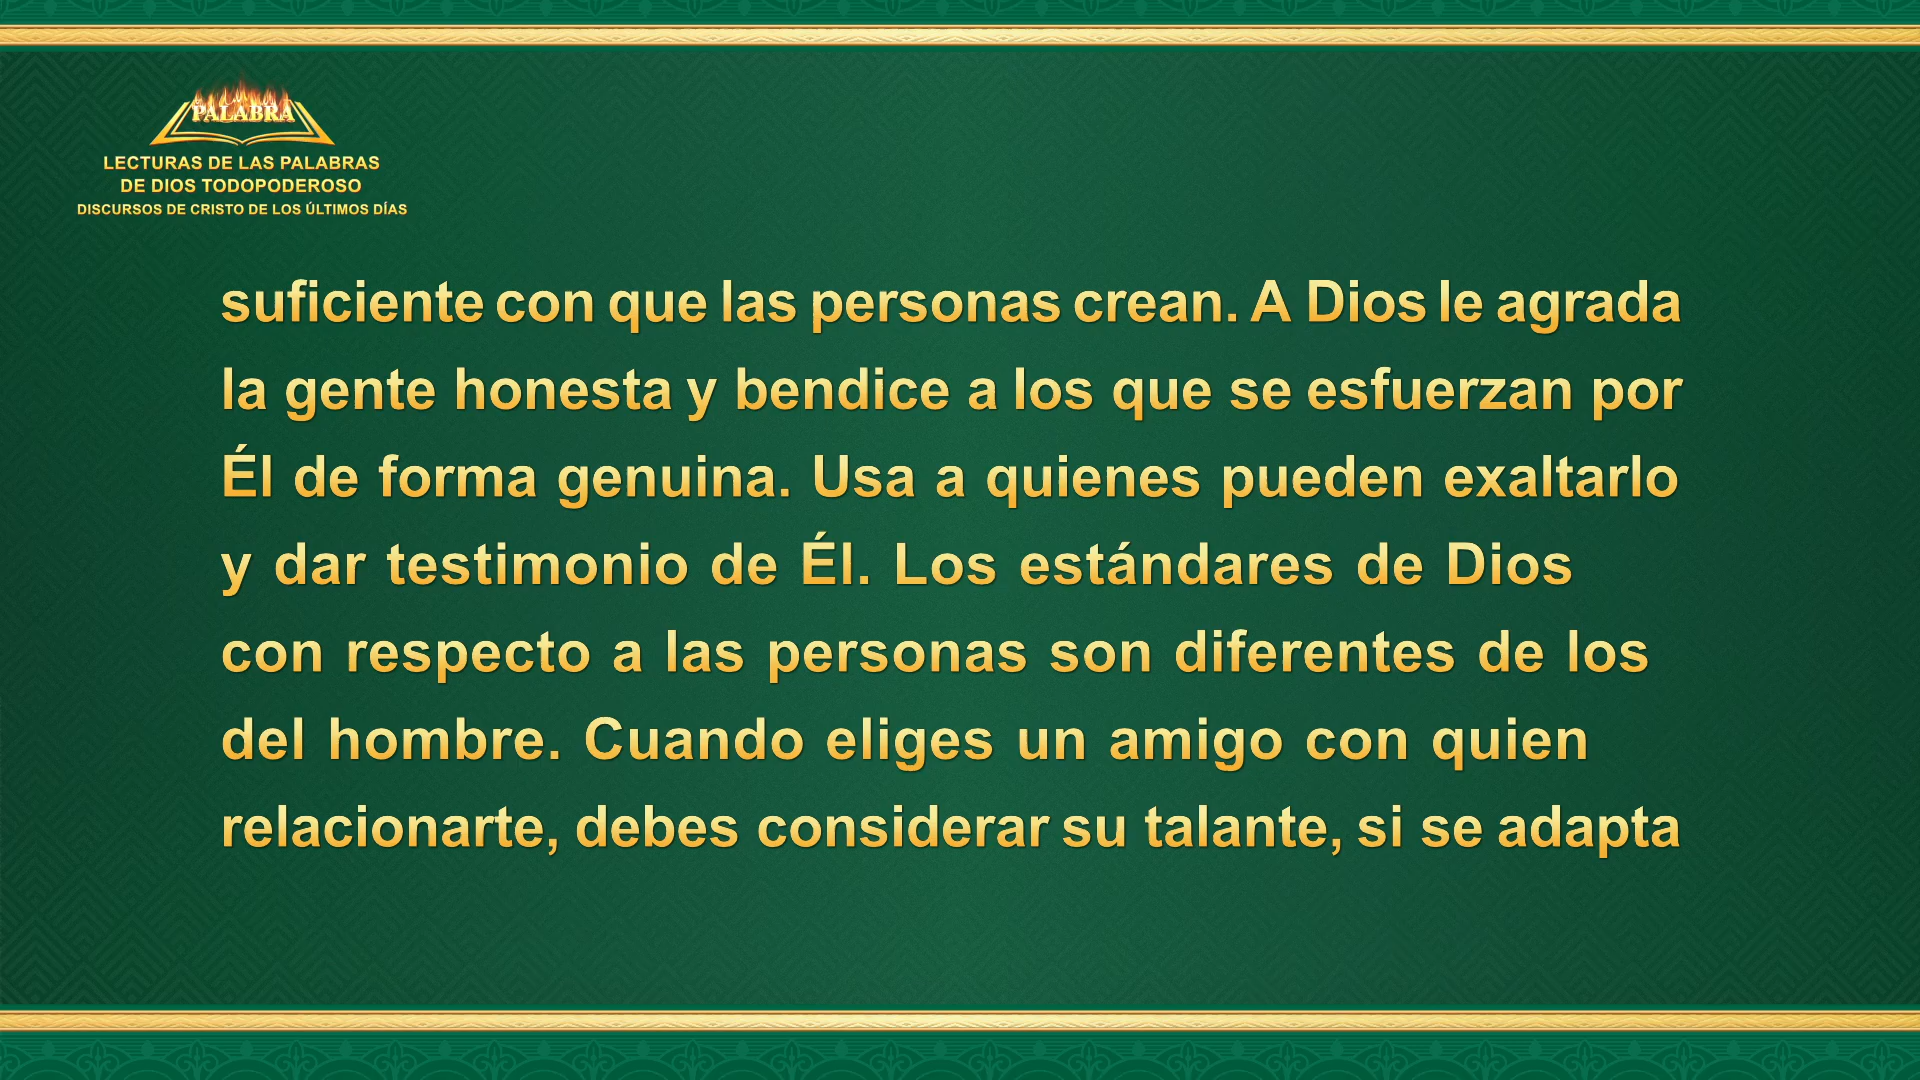 PALABRA
LECTURAS DE LAS PALABRAS
DE DIOS TODOPODEROSO
DISCURSOS DE CRISTO DE LOS ÚLTIMOS DÍAS
suficiente con que las personas crean. A Dios le agrada
la gente honesta y bendice a los que se esfuerzan por
Él de forma genuina. Usa a quienes pueden exaltarlo
y dar testimonio de Él. Los estándares de Dios
con respecto a las personas son diferentes de los
del hombre. Cuando eliges un amigo con quien
relacionarte, debes considerar su talante, si se adapta